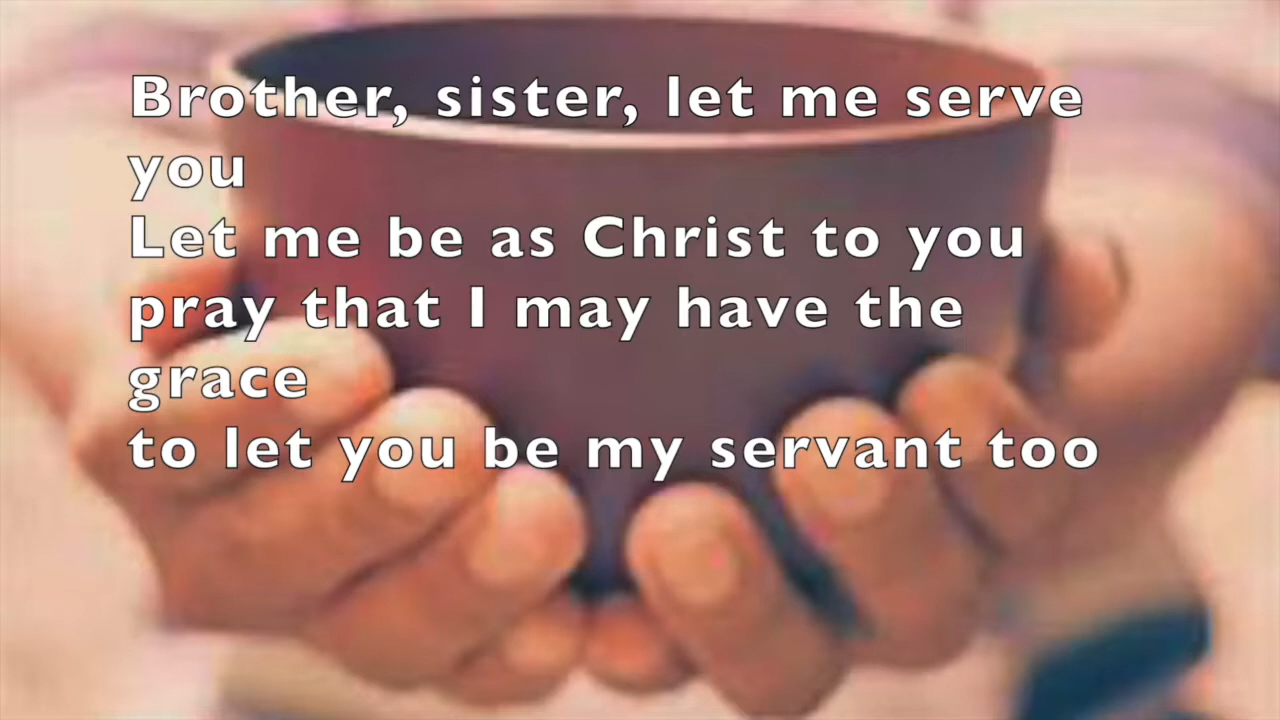 Brother, sister, let me serve
you
Let me be as Christ to you
pray that I may have the
grace
to let you be my servant too